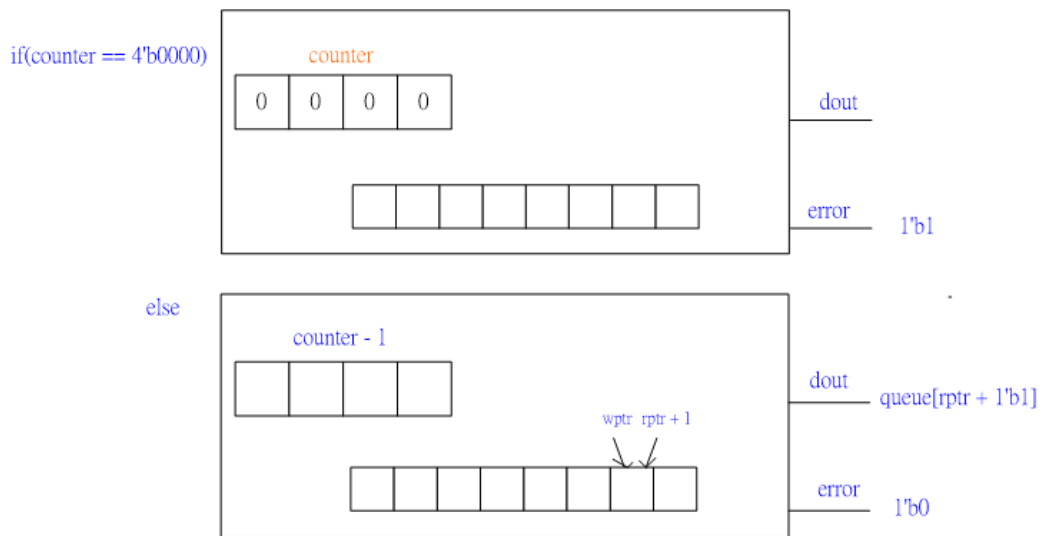 if(counter == 4'b0000)
counter
0 0 0 0
dout
error
1'b1
else
counter - 1
dout
queue[rptr + 1'b1]
wptr rptr + 1
error
1'b0